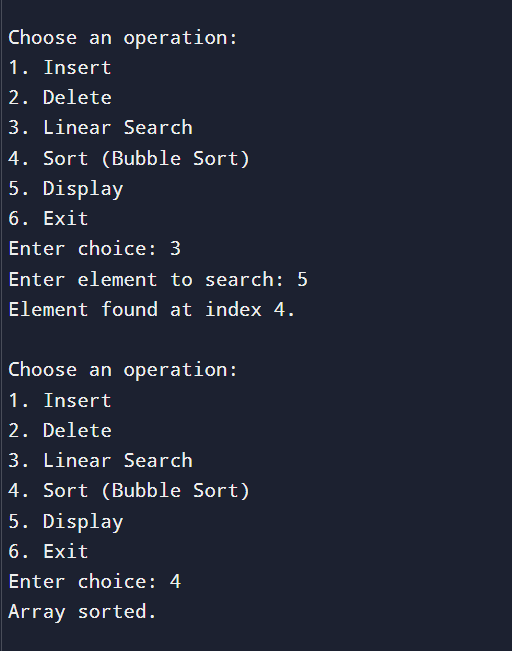 Choose an operation:
1. Insert
2. Delete
3. Linear Search
4. Sort (Bubble Sort)
5. Display
6. Exit
Enter choice: 3
Enter element to search: 5
Element found at index 4.
Choose an operation:
1. Insert
2. Delete
3. Linear Search
4. Sort (Bubble Sort)
5. Display
6. Exit
Enter choice: 4
Array sorted.